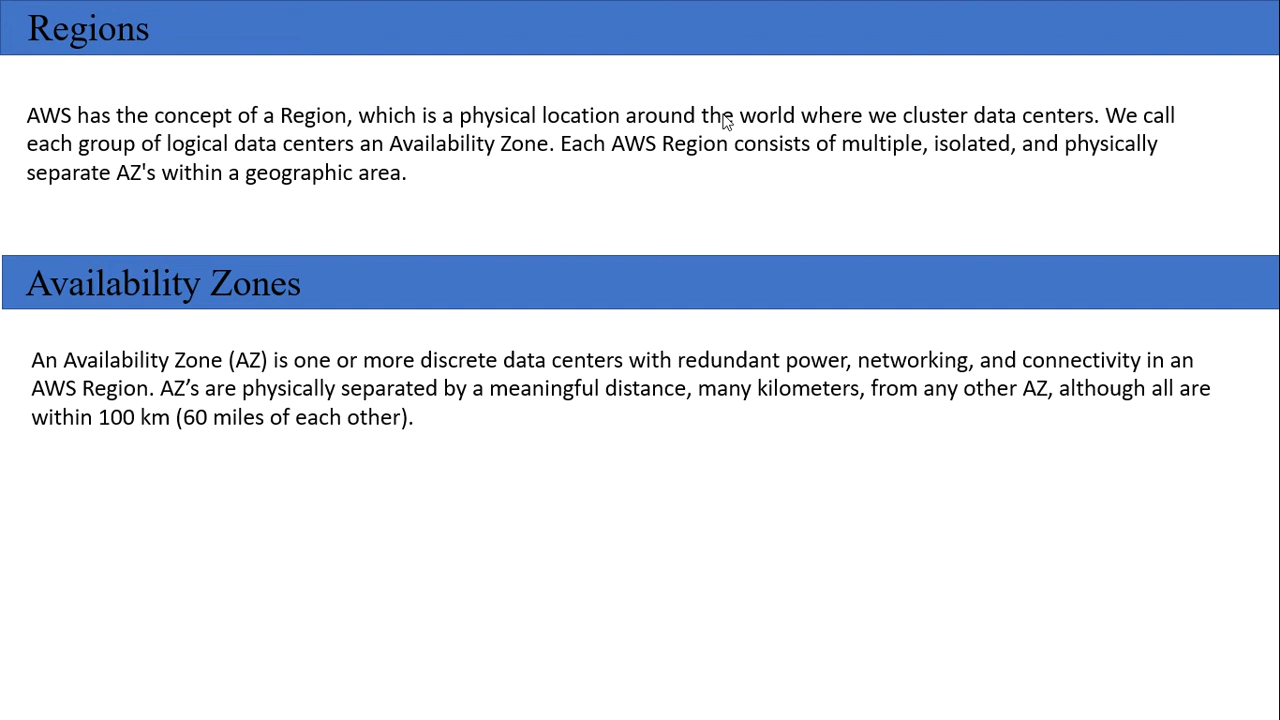 Regions
AWS has the concept of a Region, which is a physical location around the world where we cluster data centers. We call
each group of logical data centers an Availability Zone. Each AWS Region consists of multiple, isolated, and physically
separate AZ's within a geographic area.
Availability Zones
An Availability Zone (AZ) is one or more discrete data centers with redundant power, networking, and connectivity in an
AWS Region. AZ’s are physically separated by a meaningful distance, many kilometers, from any other AZ, although all are
within 100 km (60 miles of each other).